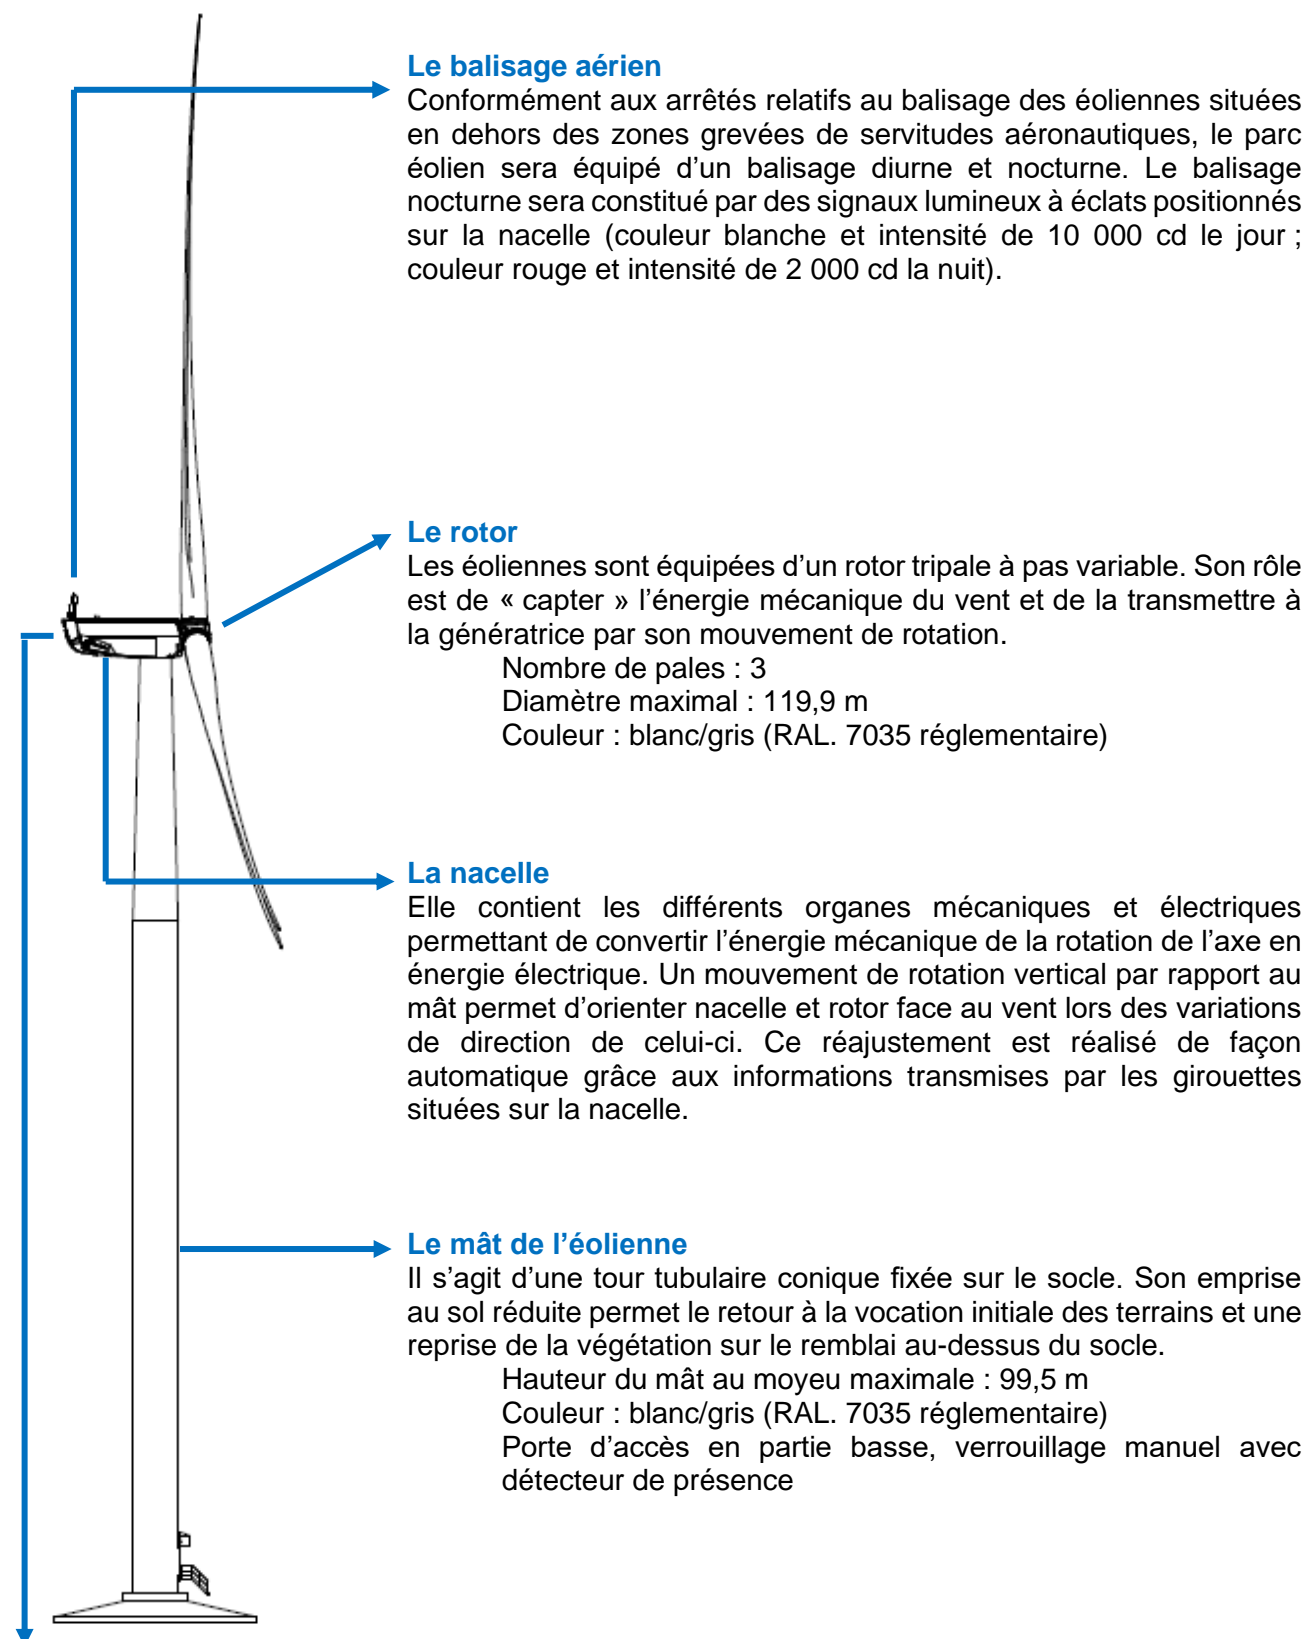 Le balisage aérien
Conformément aux arrêtés relatifs au balisage des éoliennes situées
en dehors des zones grevées de servitudes aéronautiques, le parc
éolien sera équipé d’un balisage diurne et nocturne. Le balisage
nocturne sera constitué par des signaux lumineux à éclats positionnés
sur la nacelle (couleur blanche et intensité de 10 000 cd le jour ;
couleur rouge et intensité de 2 000 cd la nuit).
Le rotor
Les éoliennes sont équipées d’un rotor tripale à pas variable. Son rôle
est de « capter » l’énergie mécanique du vent et de la transmettre à
la génératrice par son mouvement de rotation.
Nombre de pales : 3
Diamètre maximal : 119,9 m
Couleur : blanc/gris (RAL. 7035 réglementaire)
La nacelle
Elle contient les différents organes mécaniques et électriques
permettant de convertir l’énergie mécanique de la rotation de l’axe en
énergie électrique. Un mouvement de rotation vertical par rapport au
mât permet d’orienter nacelle et rotor face au vent lors des variations
de direction de celui-ci. Ce réajustement est réalisé de façon
automatique grâce aux informations transmises par les girouettes
situées sur la nacelle.
Le mât de l’éolienne
Il s’agit d’une tour tubulaire conique fixée sur le socle. Son emprise
au sol réduite permet le retour à la vocation initiale des terrains et une
reprise de la végétation sur le remblai au-dessus du socle.
Hauteur du mât au moyeu maximale : 99,5 m
Couleur : blanc/gris (RAL. 7035 réglementaire)
Porte d’accès en partie basse, verrouillage manuel avec
détecteur de présence